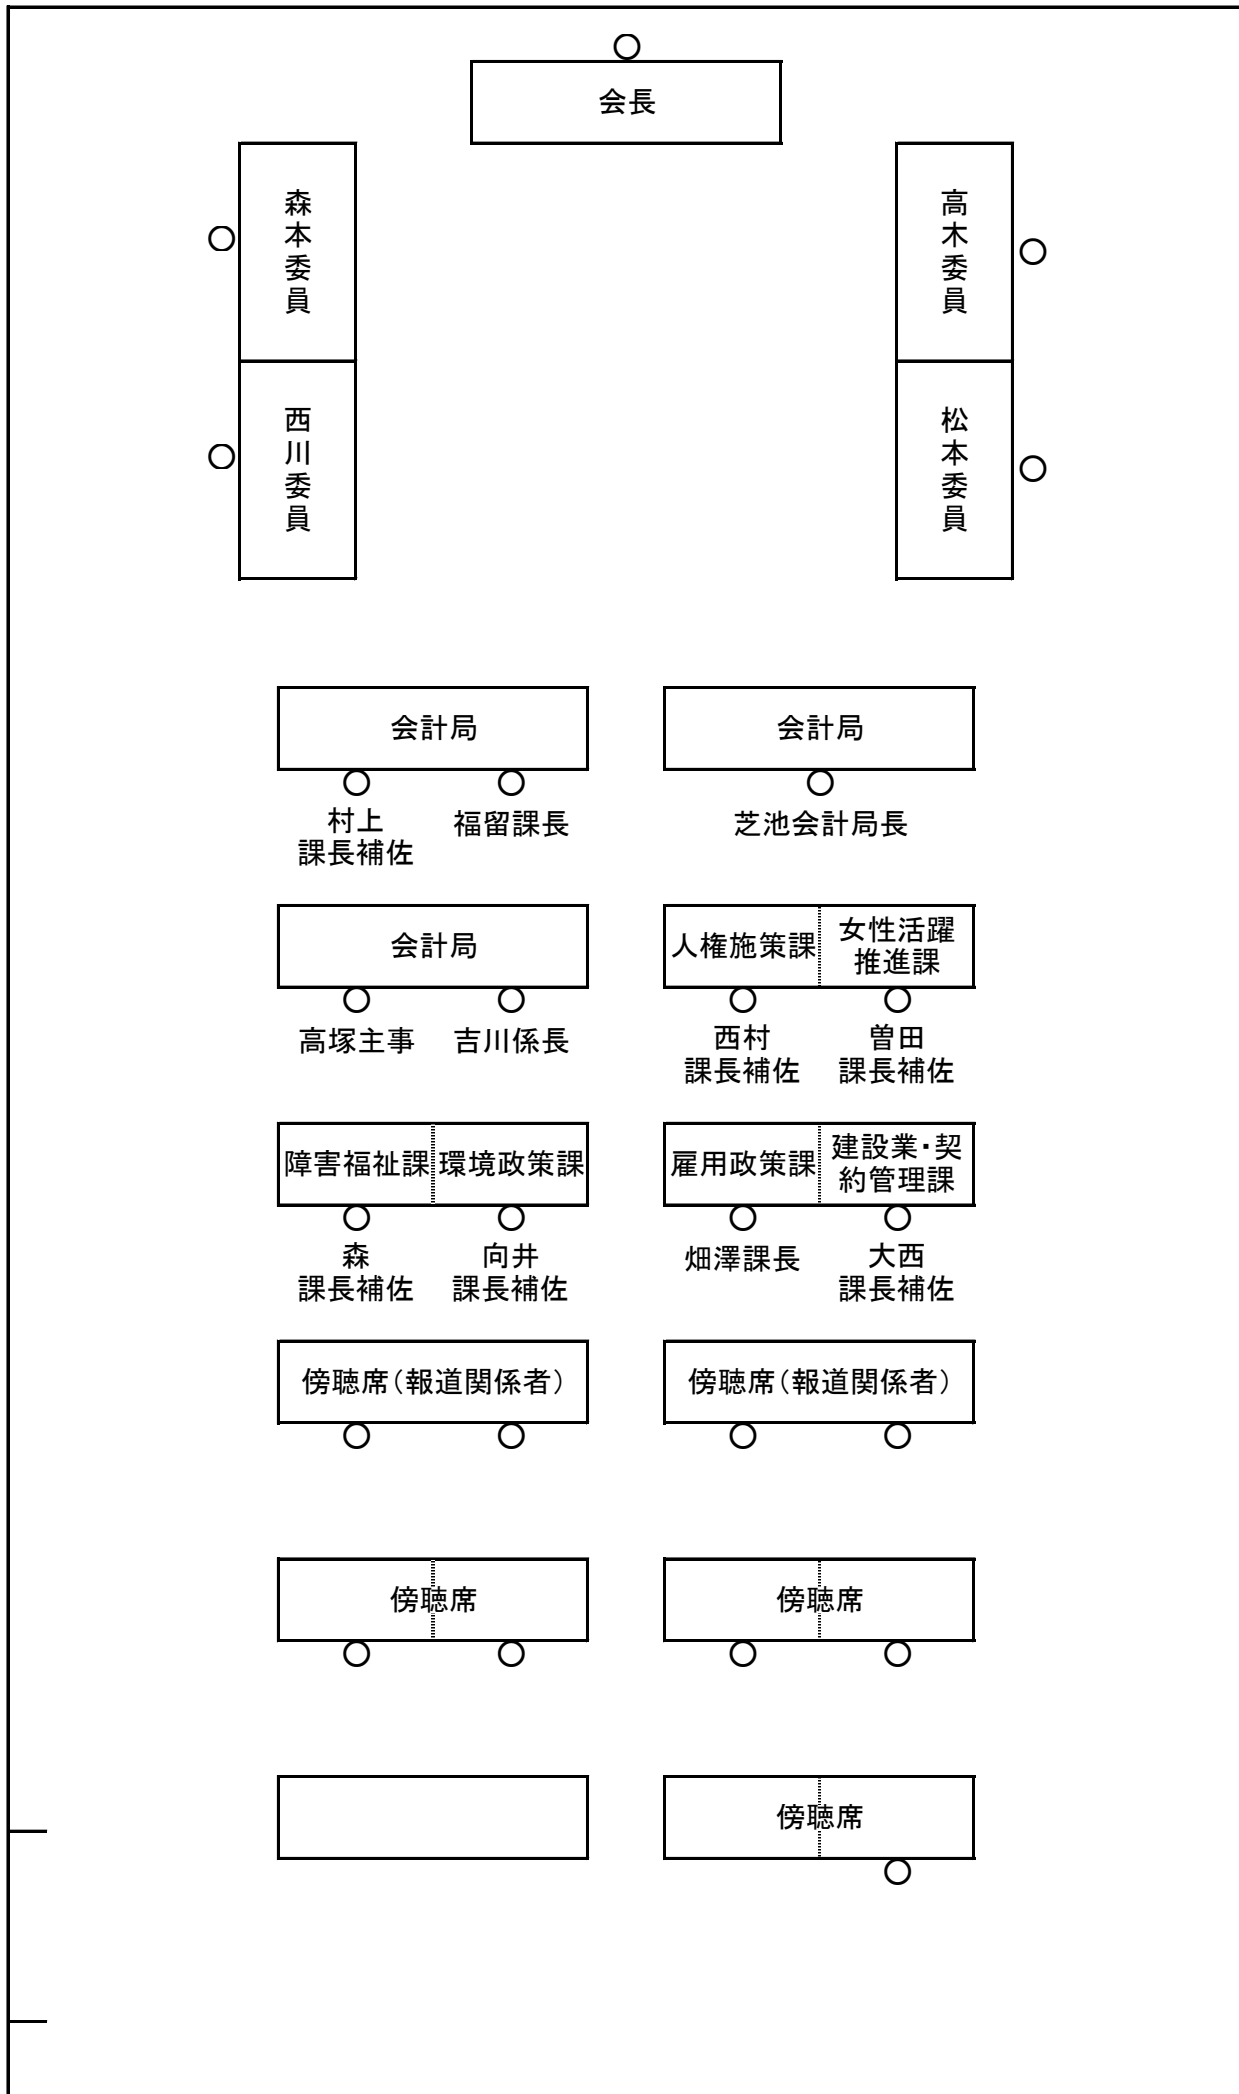 会長
森本委員
高木委員
西川委員
松本委員
会計局
会計局
村上
課長補佐
福留課長
芝池会計局長
会計局
人権施策課
女性活躍
推進課
高塚主事
吉川係長
西村
課長補佐
曽田
課長補佐
障害福祉課
環境政策課
雇用政策課
建設業・契
約管理課
森
課長補佐
向井
課長補佐
畑澤課長
大西
課長補佐
傍聴席（報道関係者）
傍聴席（報道関係者）
傍聴席
傍聴席
傍聴席